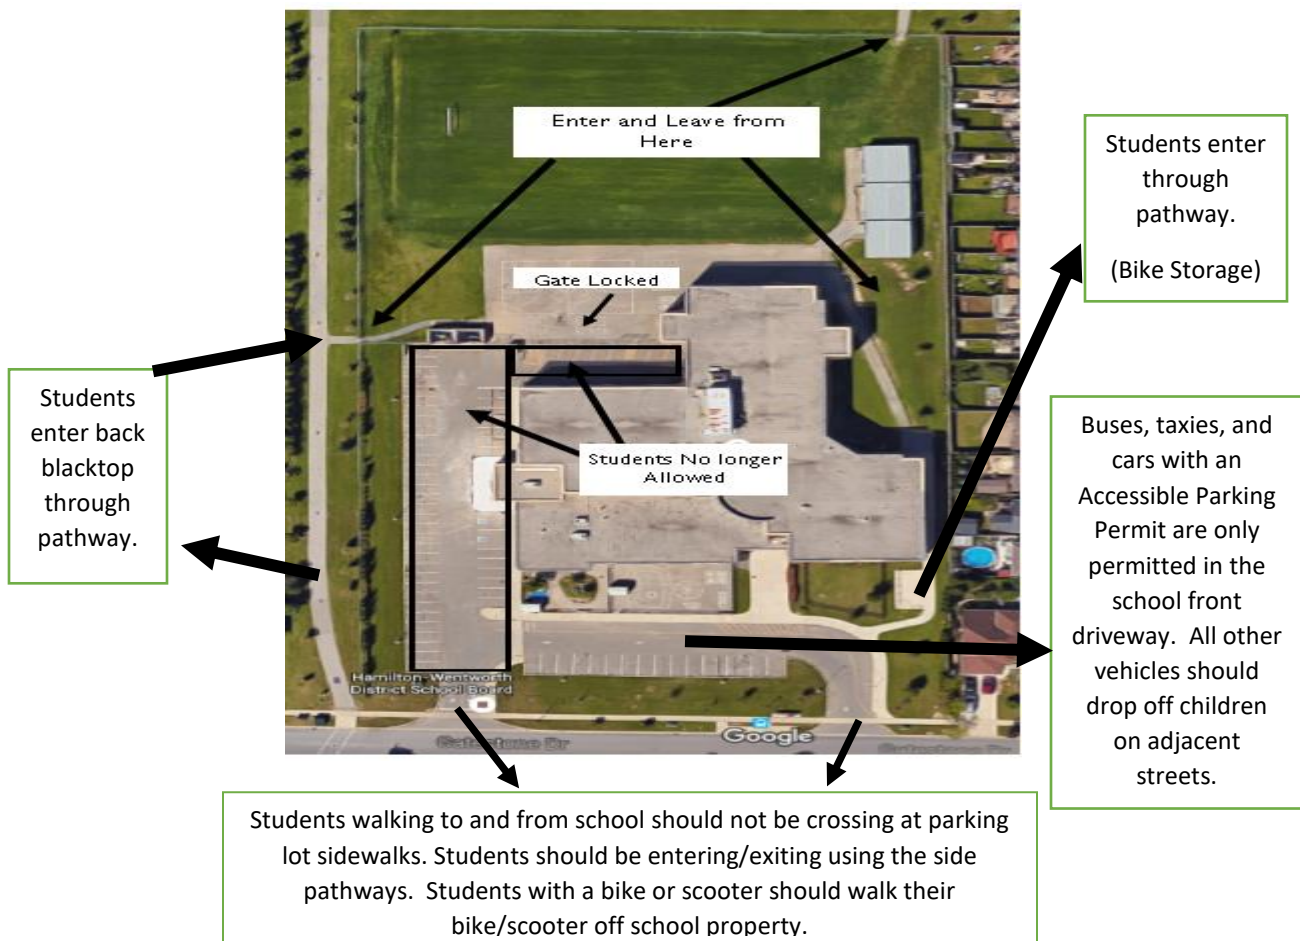 Enter and Leave from
Here
Students enter
through
pathway.
(Bike Storage)
Gate Locked
Students
enter back
blacktop
through
pathway.
Students No longer
Allowed
Buses, taxies, and
cars with an
Accessible Parking
Permit are only
permitted in the
school front
driveway. All other
vehicles should
drop off children
on adjacent
streets.
Hamilton-Wentworth
District School Board
Google
Students walking to and from school should not be crossing at parking
lot sidewalks. Students should be entering/exiting using the side
pathways. Students with a bike or scooter should walk their
bike/scooter off school property.